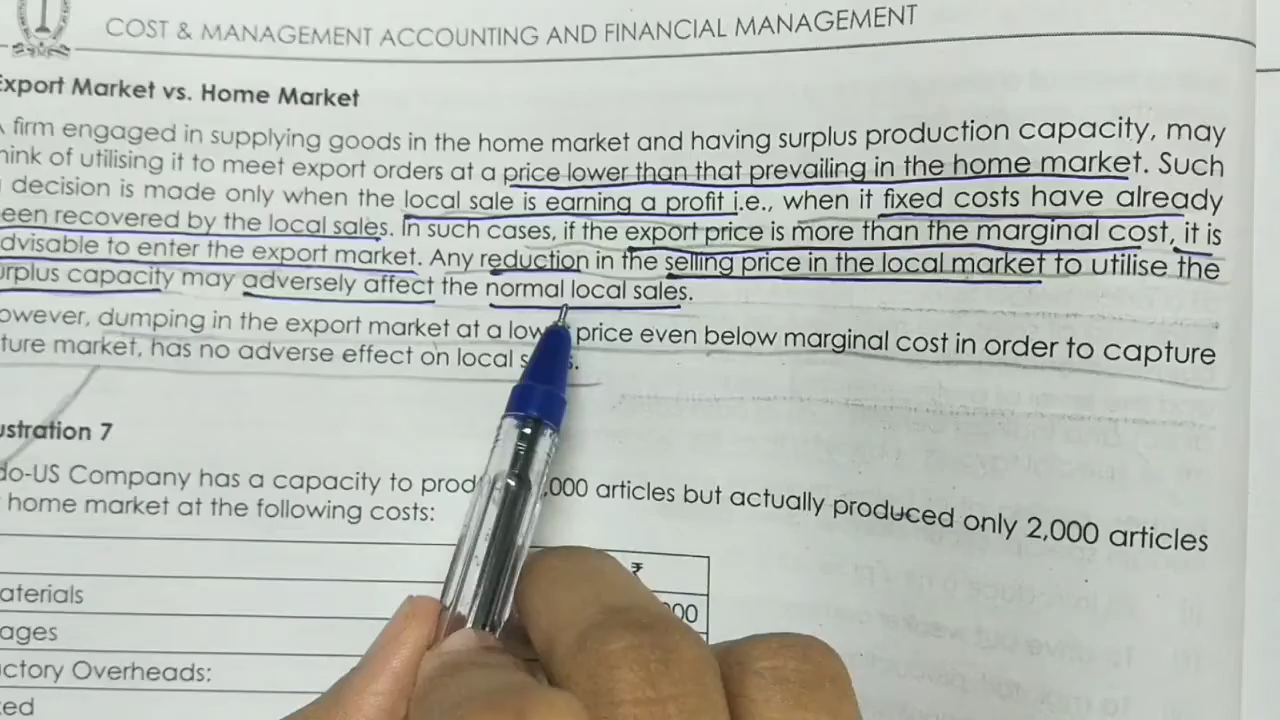 COST & MANAGEMENT ACCOUNTING AND FINANCIAL MANAGEMENT
Export Market vs. Home Market
firm engaged in supplying goods in the home market and having surplus production capacity, may
hink of utilising it to meet export orders at a price lower than that prevailing in the home market. Such
decision is made only when the local sale is earning a profit i.e., when it fixed costs have already
een recovered by the local sales. In such cases, if the export price is more than the marginal cost, it is
dvisable to enter the export market. Any reduction in the selling price in the local market to utilise the
urplus capacity may adversely affect the normal local sales.
owever, dumping in the export market at a low price even below marginal cost in order to capture
ture market, has no adverse effect on local
ustration 7
do-US Company has a capacity to prod ,000 articles but actually produced only 2,000 articles
home market at the following costs:
₹
aterials 00
ages
actory Overheads:
xed